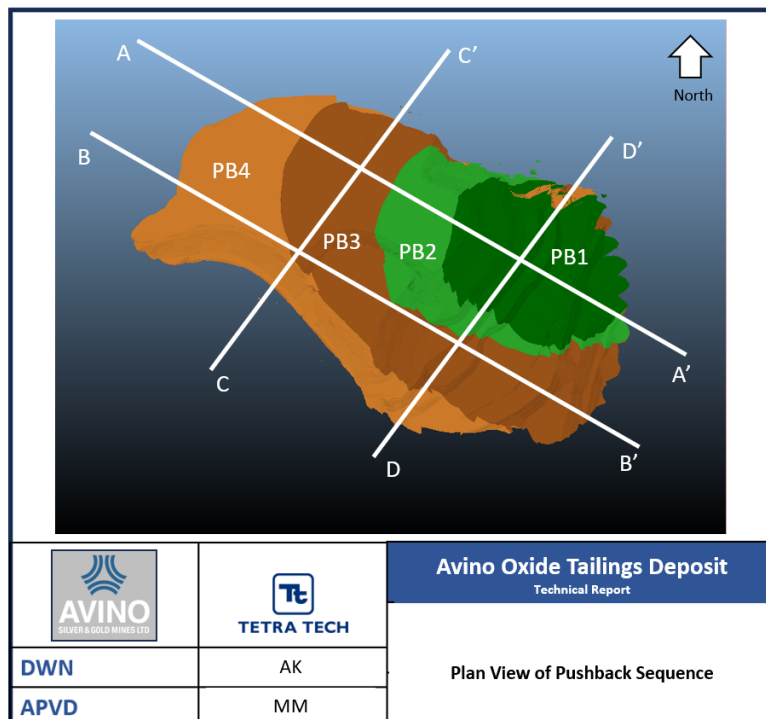 A
C’
North
D’
B
PB4
PB3
PB2
PB1
A’
C
D
B’
AVINO
SILVER & GOLD MINES LTD
Tt
TETRA TECH
Avino Oxide Tailings Deposit
Technical Report
DWN
AK
Plan View of Pushback Sequence
APVD
MM